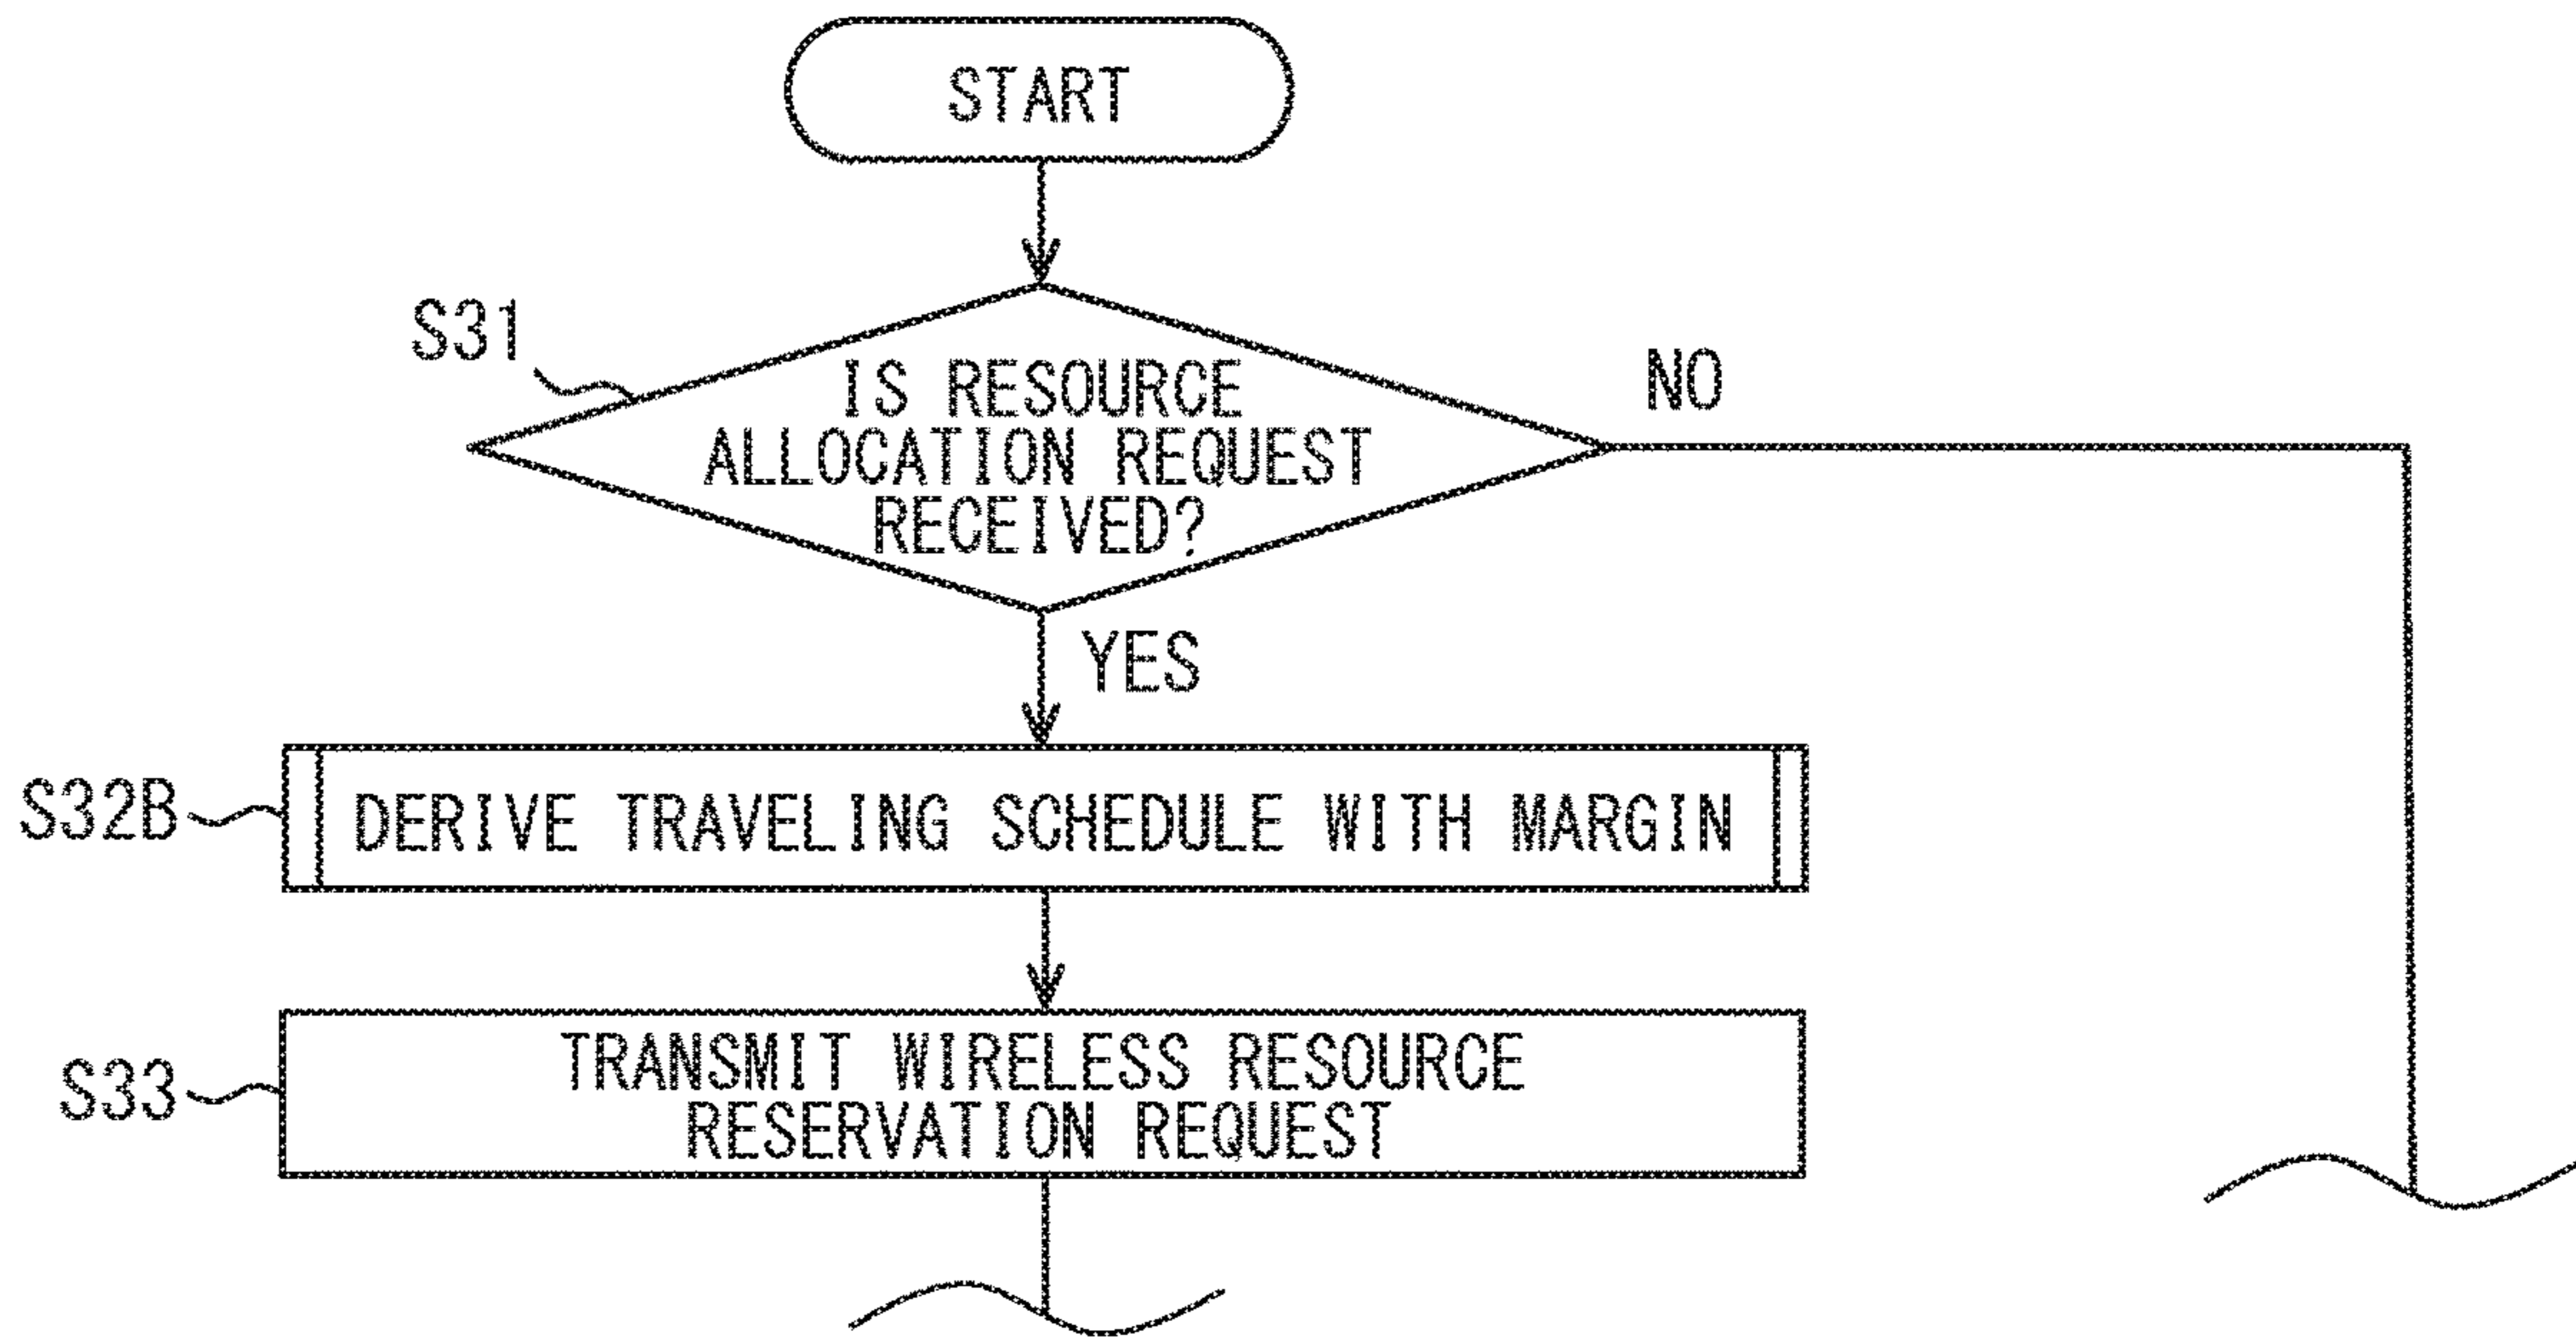 START
S31
IS RESOURCE
ALLOCATION REQUEST
RECEIVED?
NO
YES
S32B
DERIVE TRAVELING SCHEDULE WITH MARGIN
S33
TRANSMIT WIRELESS RESOURCE
RESERVATION REQUEST